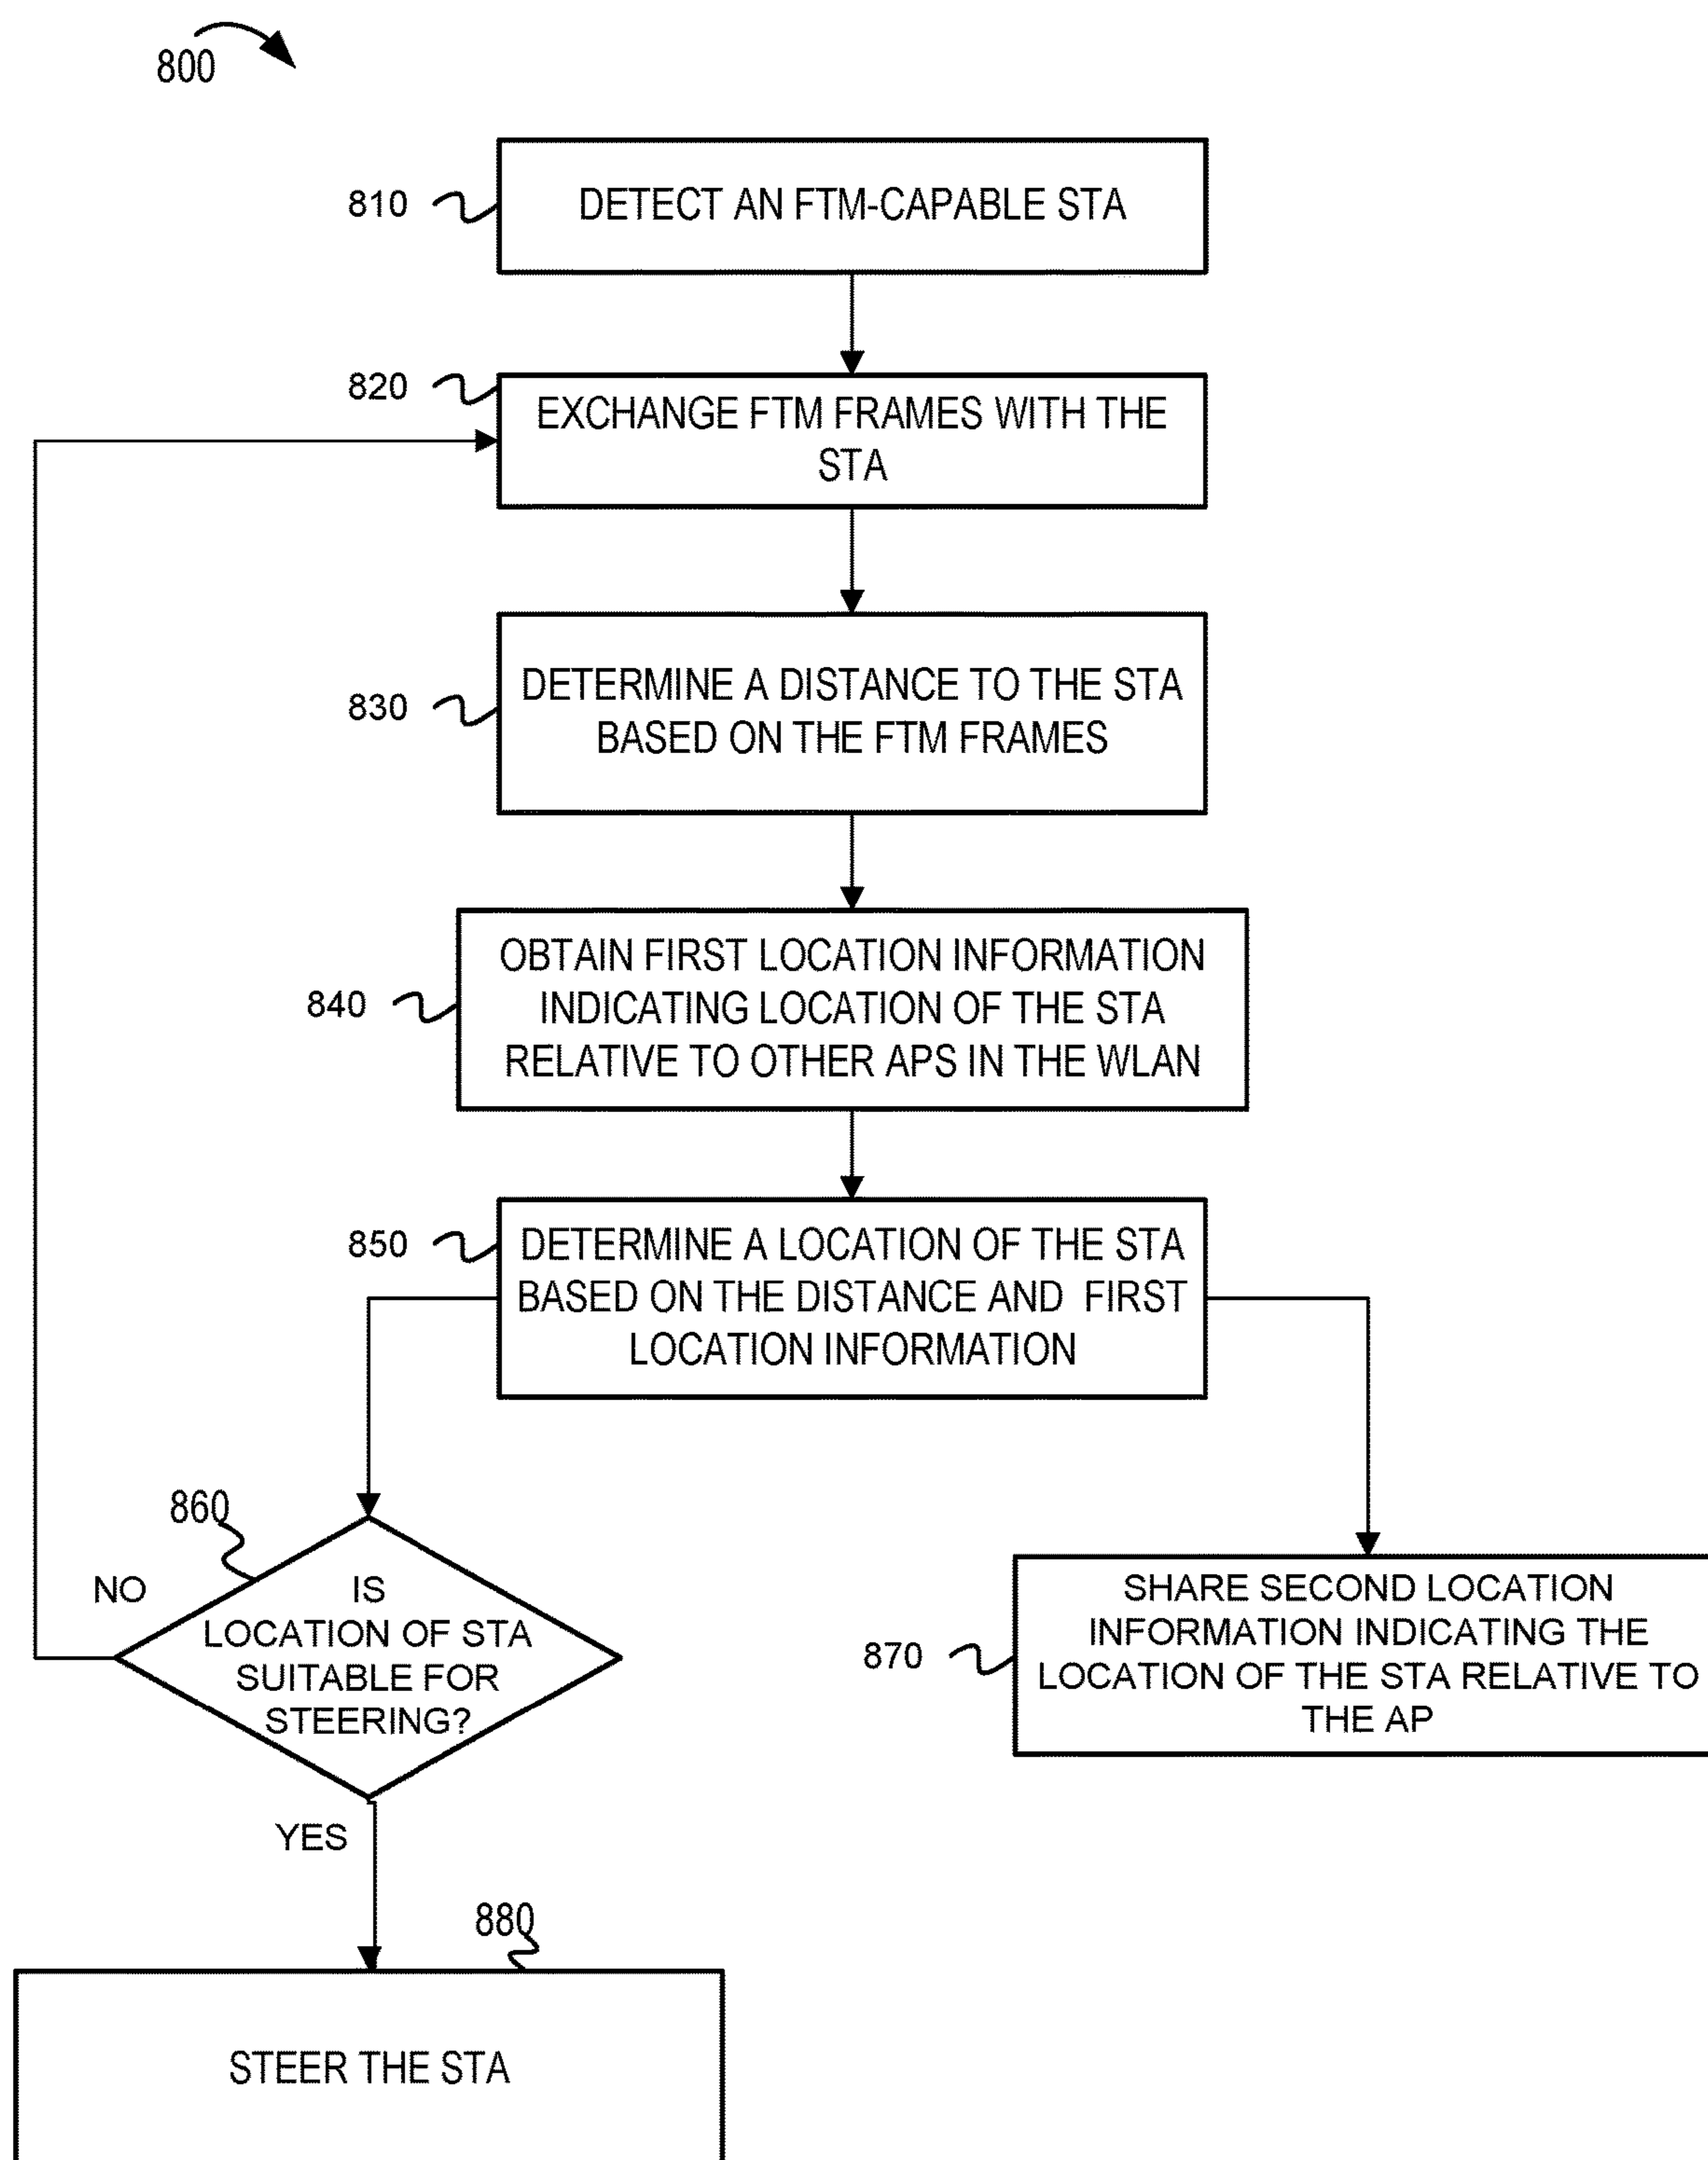 800
810
DETECT AN FTM-CAPABLE STA
820
EXCHANGE FTM FRAMES WITH THE
STA
830
DETERMINE A DISTANCE TO THE STA
BASED ON THE FTM FRAMES
840
OBTAIN FIRST LOCATION INFORMATION
INDICATING LOCATION OF THE STA
RELATIVE TO OTHER APS IN THE WLAN
850
DETERMINE A LOCATION OF THE STA
BASED ON THE DISTANCE AND FIRST
LOCATION INFORMATION
860
NO
IS
LOCATION OF STA
SUITABLE FOR
STEERING?
YES
870
SHARE SECOND LOCATION
INFORMATION INDICATING THE
LOCATION OF THE STA RELATIVE TO
THE AP
880
STEER THE STA